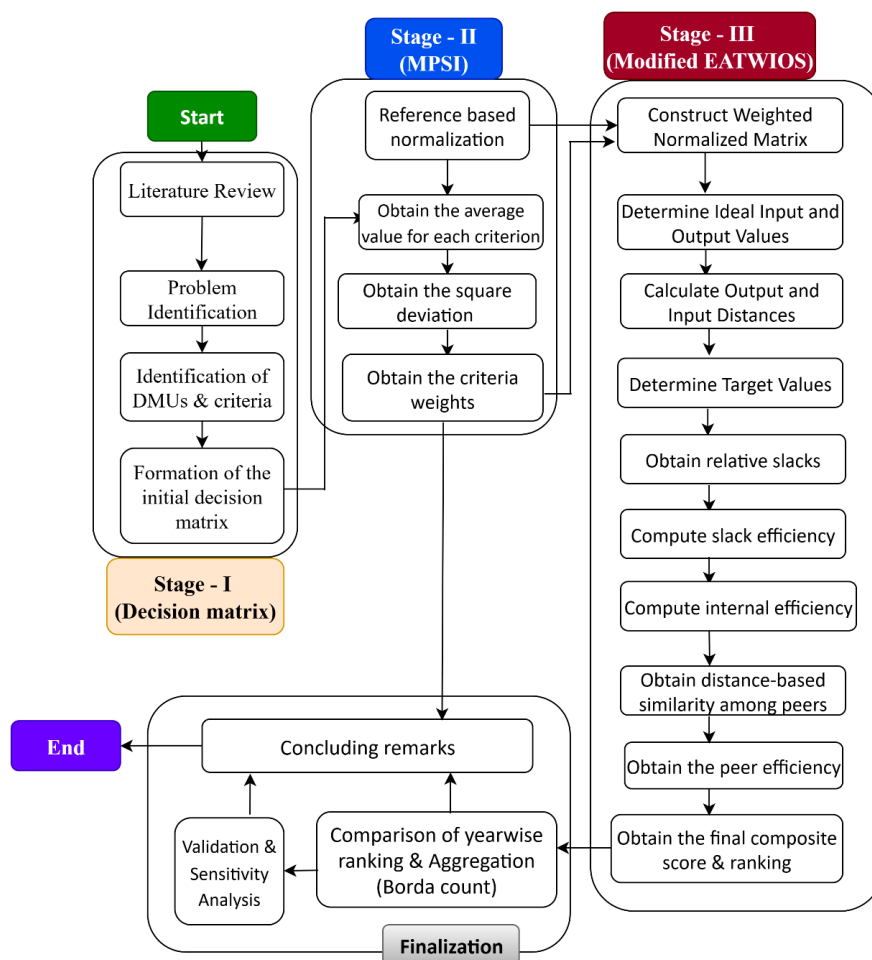 Start
Literature Review
Problem
Identification
Identification of
DMUs & criteria
Formation of the
initial decision
matrix
Stage - I
(Decision matrix)
Stage - II
(MPSI)
Reference based
normalization
Obtain the average
value for each criterion
Obtain the square
deviation
Obtain the criteria
weights
Stage - III
(Modified EATWIOS)
Construct Weighted
Normalized Matrix
Determine Ideal Input and
Output Values
Calculate Output and
Input Distances
Determine Target Values
Obtain relative slacks
Compute slack efficiency
Compute internal efficiency
Obtain distance-based
similarity among peers
Obtain the peer efficiency
Obtain the final composite
score & ranking
Comparison of yearwise
ranking & Aggregation
(Borda count)
Validation &
Sensitivity
Analysis
Concluding remarks
End
Finalization